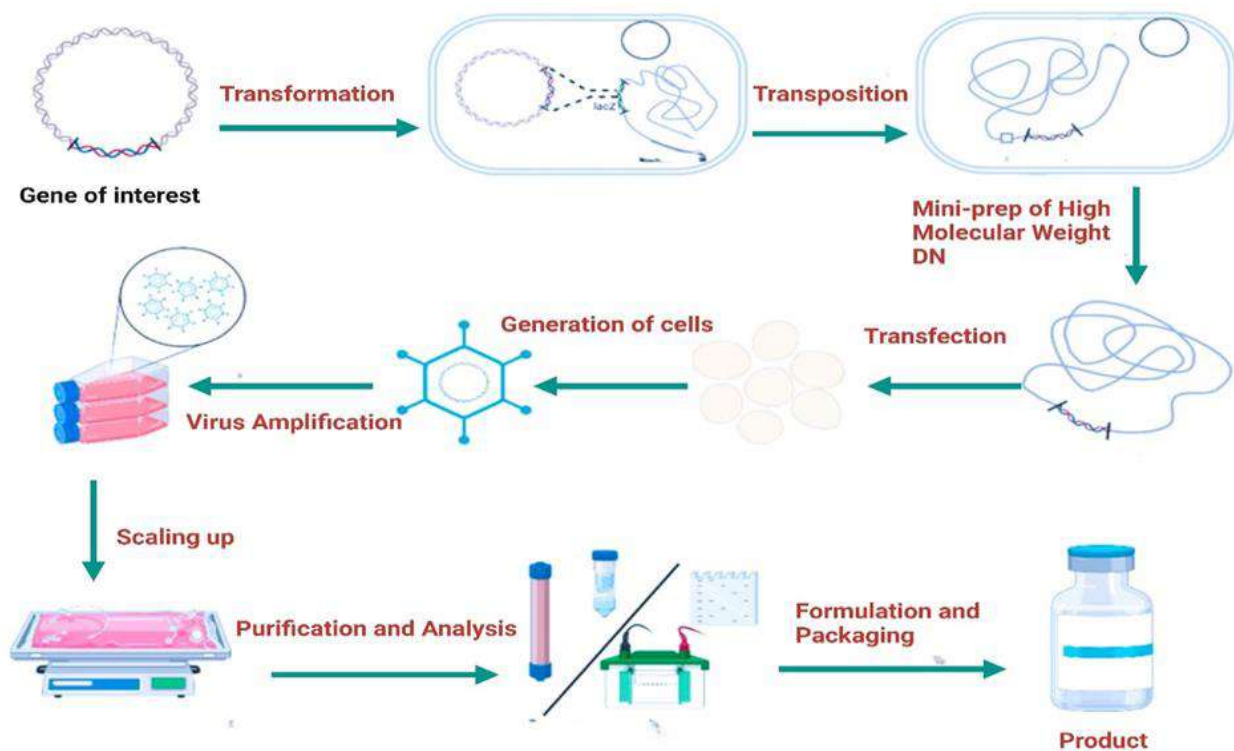 Transformation
lacZ
Transposition
Gene of interest
Mini-prep of High
Molecular Weight
DN
Generation of cells
Transfection
Virus Amplification
Scaling up
Purification and Analysis
Formulation and
Packaging
Product